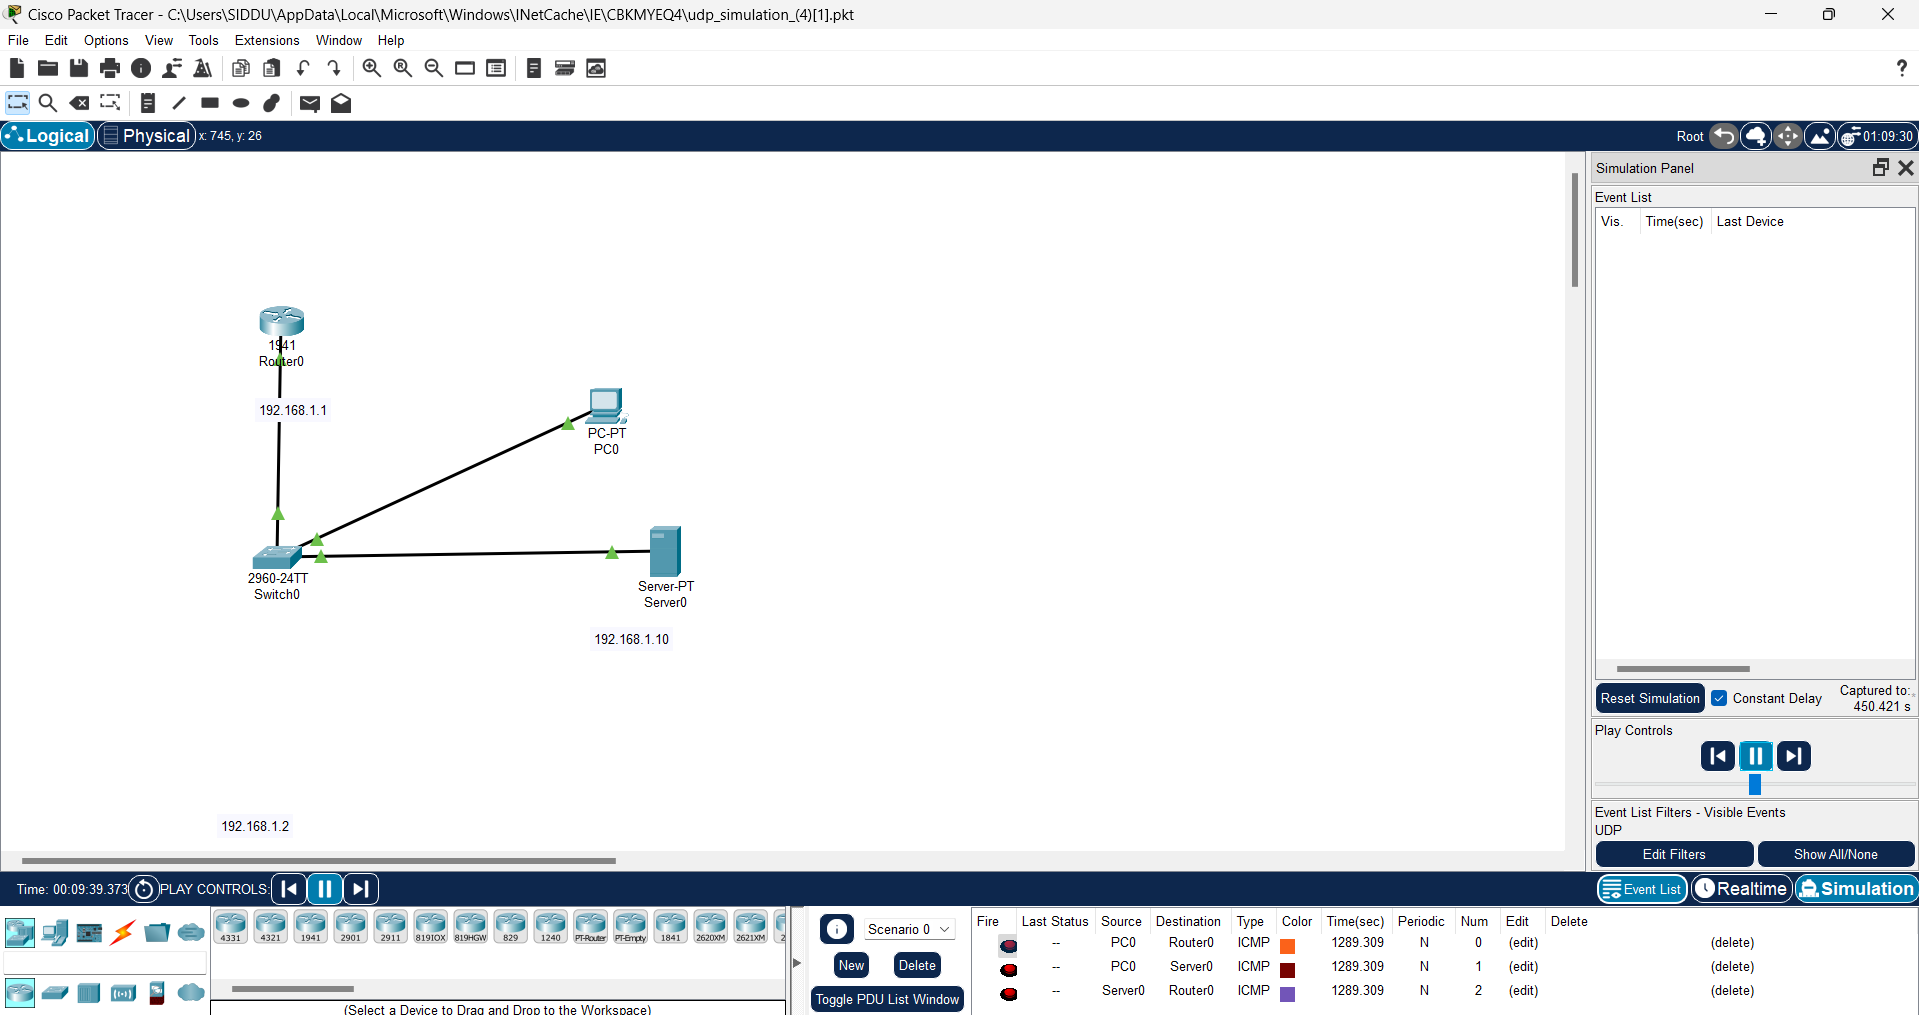 Cisco Packet Tracer - C:\Users\SIDDU\AppData\Local\Microsoft\Windows\INetCache\IE\CBKMYEQ4\udp_simulation_(4)[1].pkt
File Edit Options View Tools Extensions Window Help
Logical Physical x: 745, y: 26 Root 01:09:30
Simulation Panel
Event List
Vis. Time(sec) Last Device
1941
Router0
192.168.1.1
PC-PT
PC0
2960-24TT
Switch0
Server-PT
Server0
192.168.1.10
192.168.1.2
Reset Simulation Constant Delay Captured to:
450.421 s
Play Controls
Event List Filters - Visible Events
UDP
Edit Filters Show All/None
Time: 00:09:39.373 PLAY CONTROLS: Event List Realtime Simulation
4331 4321 1941 2901 2911 819IOX 819HGW 829 1240 PT-Router PT-Empty 1841 2620XM 2621XM 2
(Select a Device to Drag and Drop to the Workspace)
Scenario 0
New Delete
Toggle PDU List Window
Fire Last Status Source Destination Type Color Time(sec) Periodic Num Edit Delete
-- PC0 Router0 ICMP 1289.309 N 0 (edit) (delete)
-- PC0 Server0 ICMP 1289.309 N 1 (edit) (delete)
-- Server0 Router0 ICMP 1289.309 N 2 (edit) (delete)